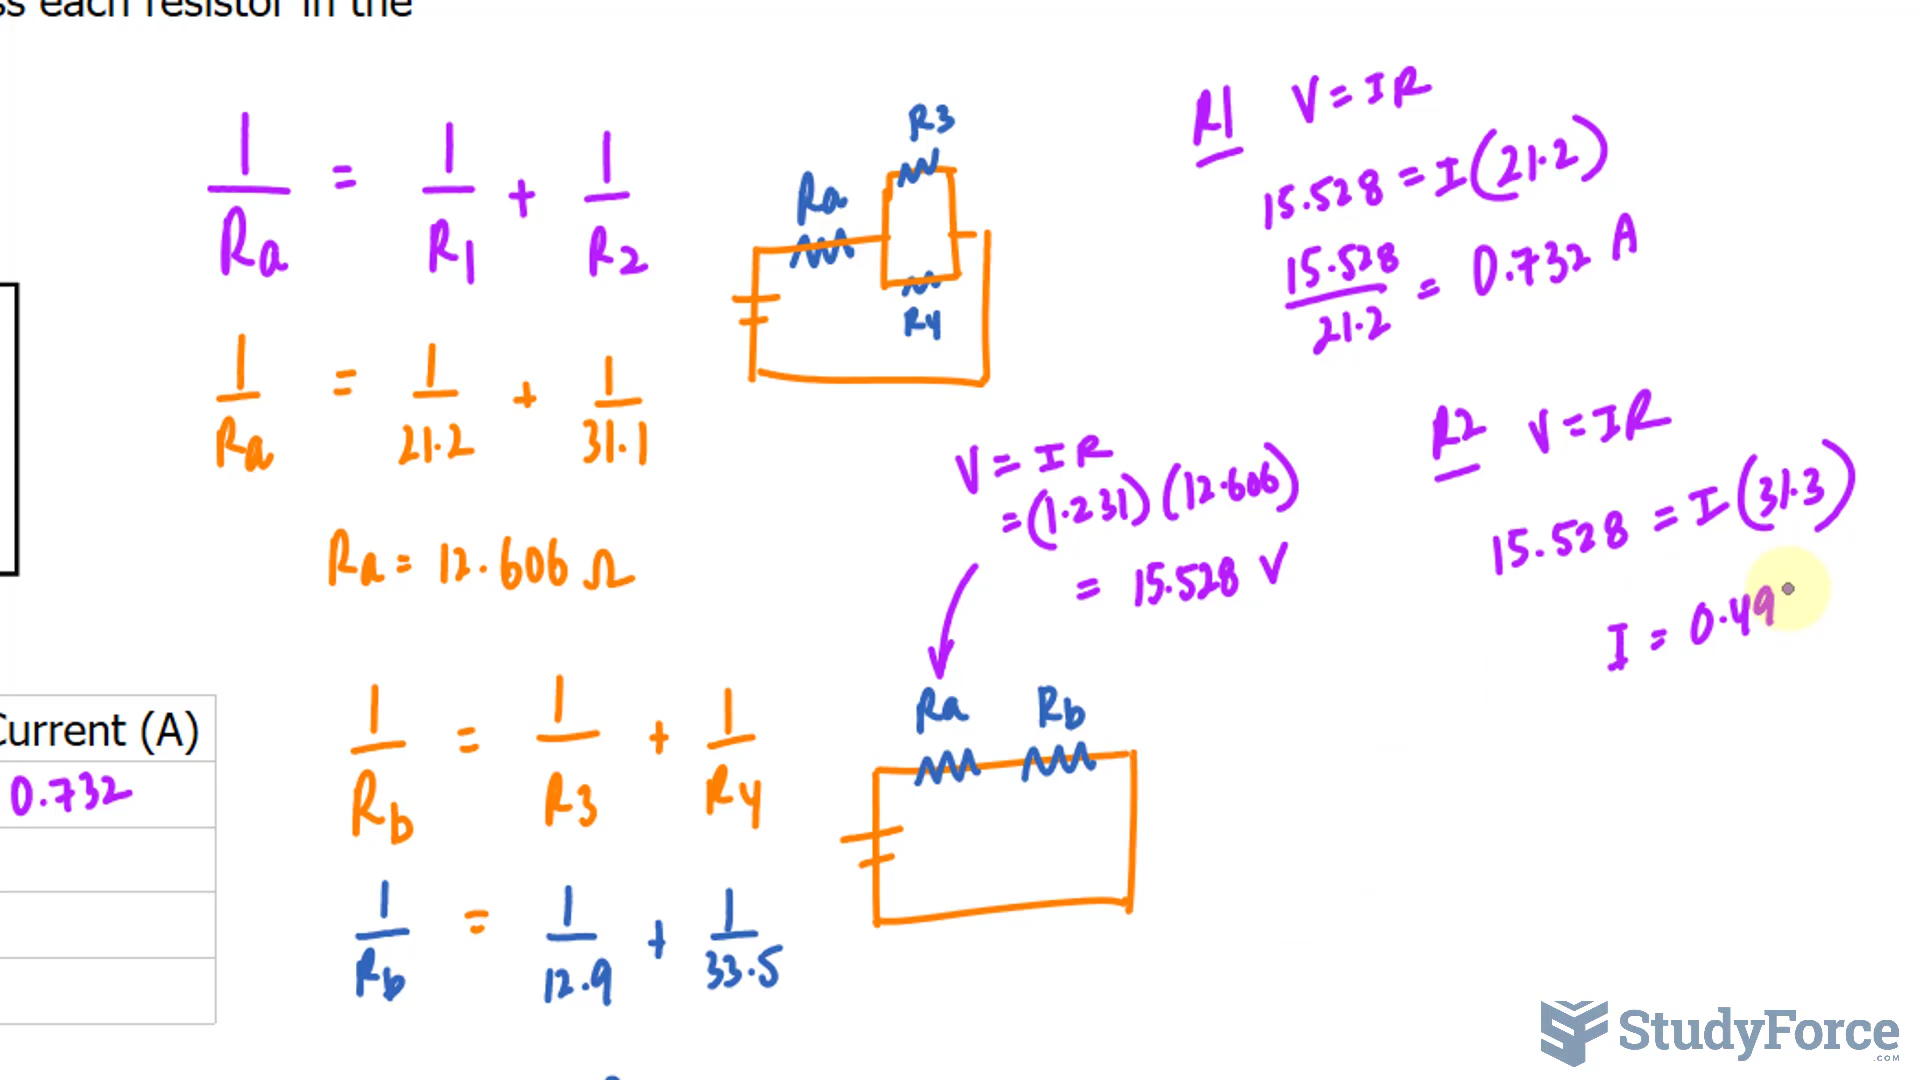 ss each resistor in the
1/Ra = 1/R1 + 1/R2
1/Ra = 1/21.2 + 1/31.1
Ra = 12.606 Ω
1/Rb = 1/R3 + 1/R4
1/Rb = 1/12.9 + 1/33.5
Current (A)
0.732
R3
Ra
R4
V = IR
= (1.231) (12.606)
= 15.528 V
Ra Rb
R1 V = IR
15.528 = I(21.2)
15.528/21.2 = 0.732 A
R2 V = IR
15.528 = I(31.3)
I = 0.49
StudyForce
.COM